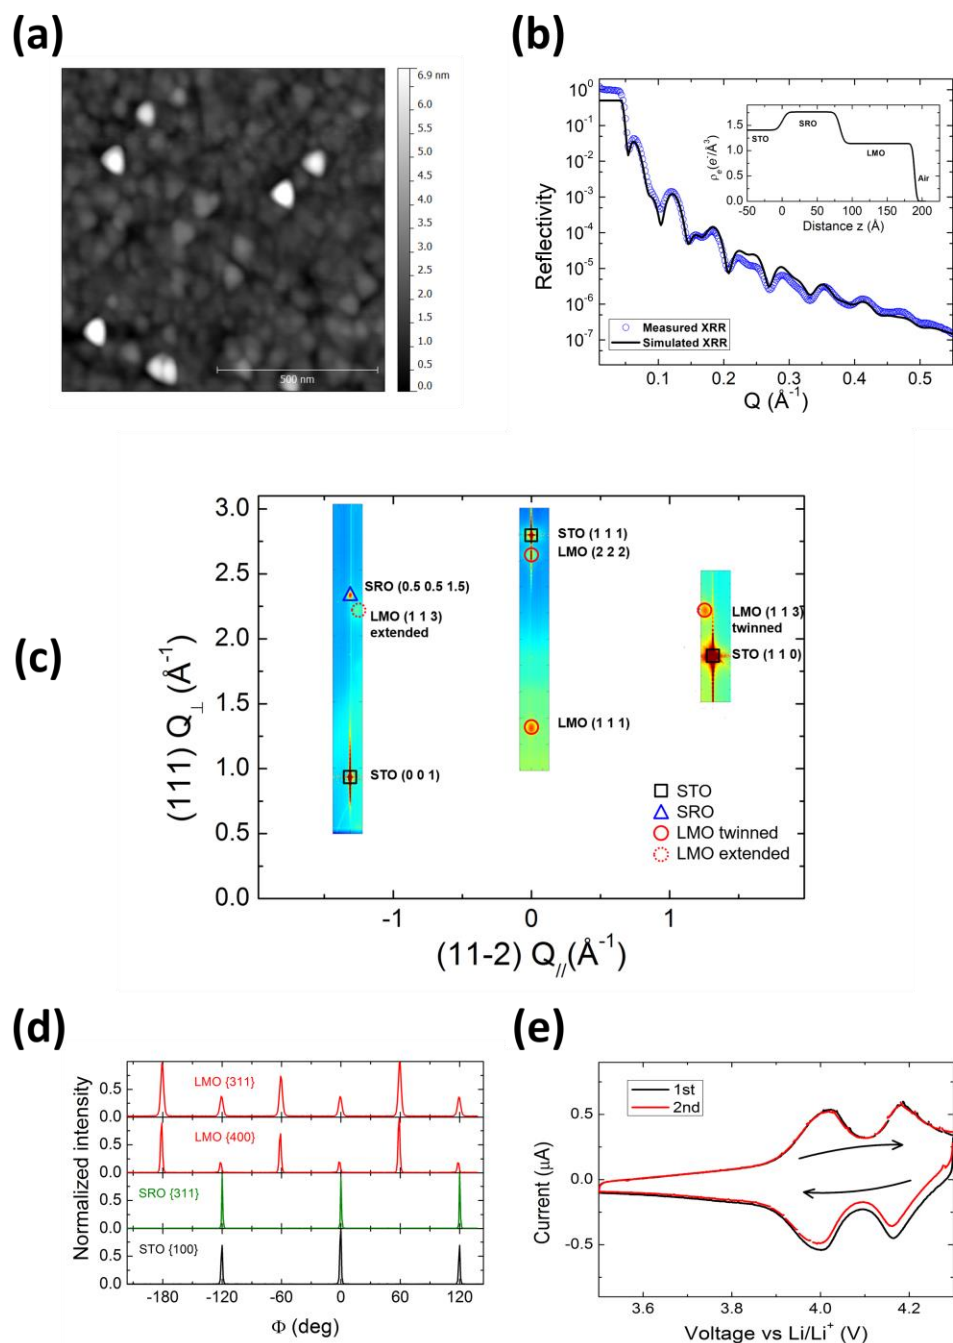 (a)
6.9 nm
6.0
5.0
4.5
4.0
3.5
3.0
2.5
2.0
1.5
1.0
0.5
0.0
500 nm
(b)
10⁰
10⁻¹
10⁻²
10⁻³
10⁻⁴
10⁻⁵
10⁻⁶
10⁻⁷
Reflectivity
0.1 0.2 0.3 0.4 0.5
Q (Å⁻¹)
Measured XRR
Simulated XRR
1.5
1.0
0.5
0.0
ρₑ(e⁻/Å³)
STO
SRO
LMO
Air
-50 0 50 100 150 200
Distance z (Å)
(c)
3.0
2.5
2.0
1.5
1.0
0.5
0.0
(111) Q⊥ (Å⁻¹)
SRO (0.5 0.5 1.5)
LMO (1 1 3)
extended
STO (0 0 1)
STO (1 1 1)
LMO (2 2 2)
LMO (1 1 1)
LMO (1 1 3)
twinned
STO (1 1 0)
STO
SRO
LMO twinned
LMO extended
-1 0 1
(11-2) Q//(Å⁻¹)
(d)
Normalized intensity
0.5
LMO {311}
0.0
0.5
LMO {400}
0.0
0.5
SRO {311}
0.0
0.5
STO {100}
0.0
-180 -120 -60 0 60 120
Φ (deg)
(e)
1st
2nd
0.5
0.0
-0.5
Current (µA)
3.6 3.8 4.0 4.2
Voltage vs Li/Li⁺ (V)